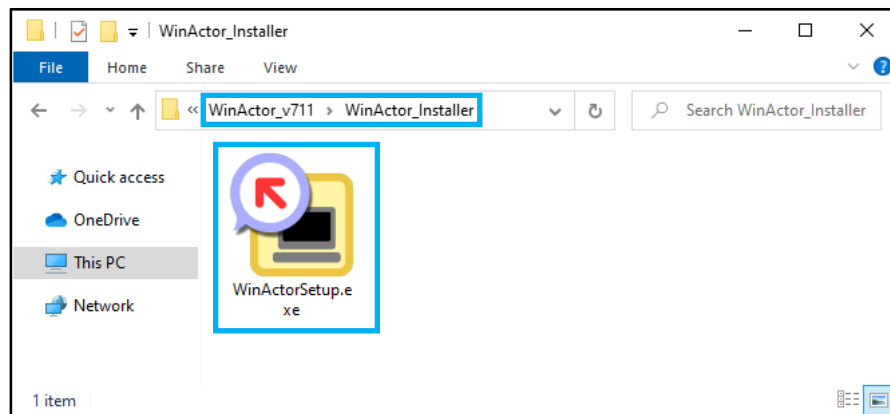 WinActor_Installer
File Home Share View
« WinActor_v711 › WinActor_Installer
Search WinActor_Installer
Quick access
OneDrive
This PC
Network
WinActorSetup.e
xe
1 item